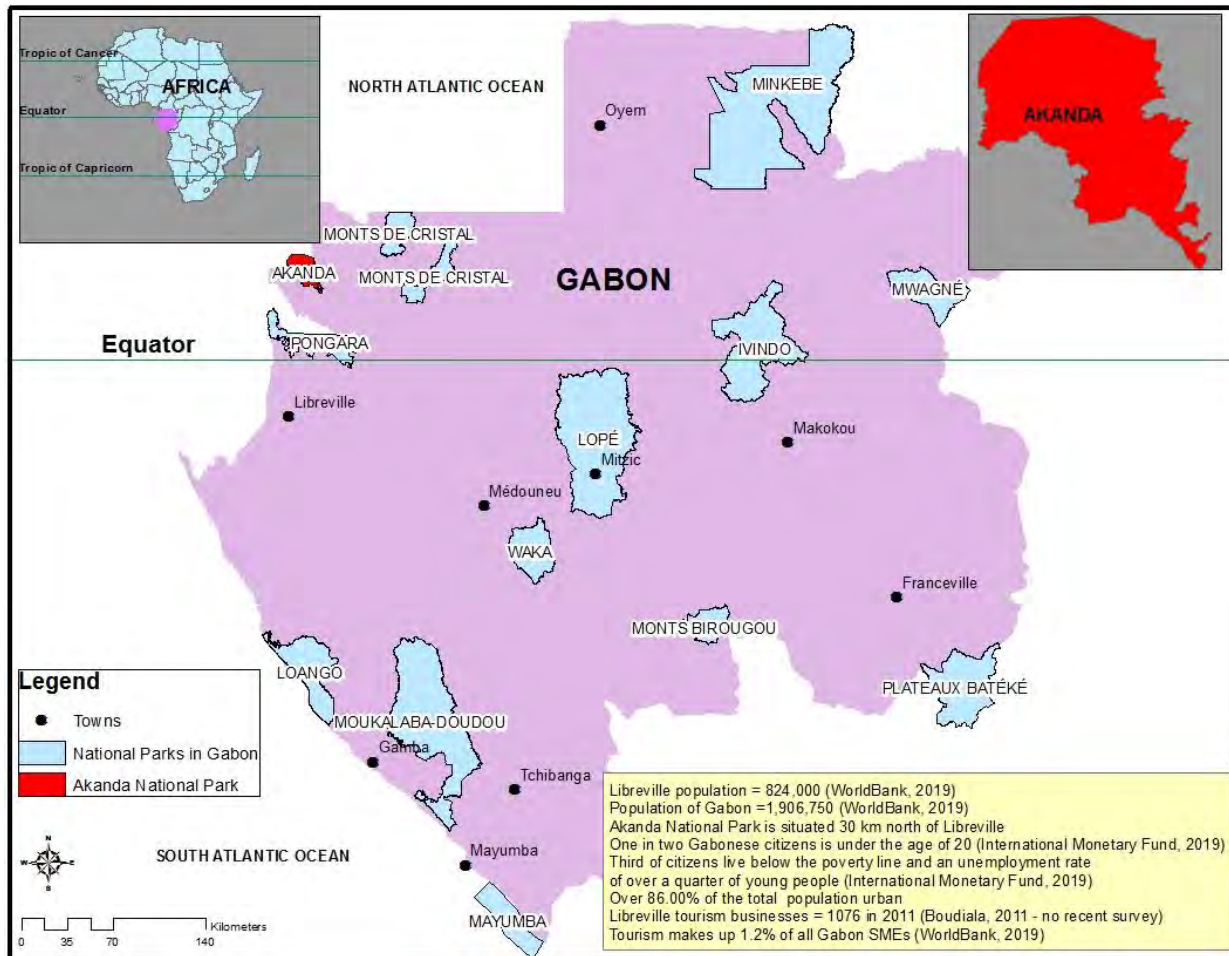 Tropic of Cancer
AFRICA
Equator
Tropic of Capricorn
NORTH ATLANTIC OCEAN
Oyem
MINKEBE
AKANDA
MONTS DE CRISTAL
AKANDA
MONTS DE CRISTAL
GABON
MWAGNÉ
Equator
PONGARA
IVINDO
Libreville
LOPÉ
Makokou
Mitzic
Médouneu
WAKA
Franceville
MONTS BIROUGOU
LOANGO
PLATEAUX BATÉKÉ
Legend
Towns
National Parks in Gabon
Akanda National Park
MOUKALABA-DOUDOU
Gamba
Tchibanga
N
W E
S
SOUTH ATLANTIC OCEAN
Mayumba
MAYUMBA
Kilometers
0 35 70 140
Libreville population = 824,000 (WorldBank, 2019)
Population of Gabon =1,906,750 (WorldBank, 2019)
Akanda National Park is situated 30 km north of Libreville
One in two Gabonese citizens is under the age of 20 (International Monetary Fund, 2019)
Third of citizens live below the poverty line and an unemployment rate
of over a quarter of young people (International Monetary Fund, 2019)
Over 86.00% of the total population urban
Libreville tourism businesses = 1076 in 2011 (Boudiala, 2011 - no recent survey)
Tourism makes up 1.2% of all Gabon SMEs (WorldBank, 2019)